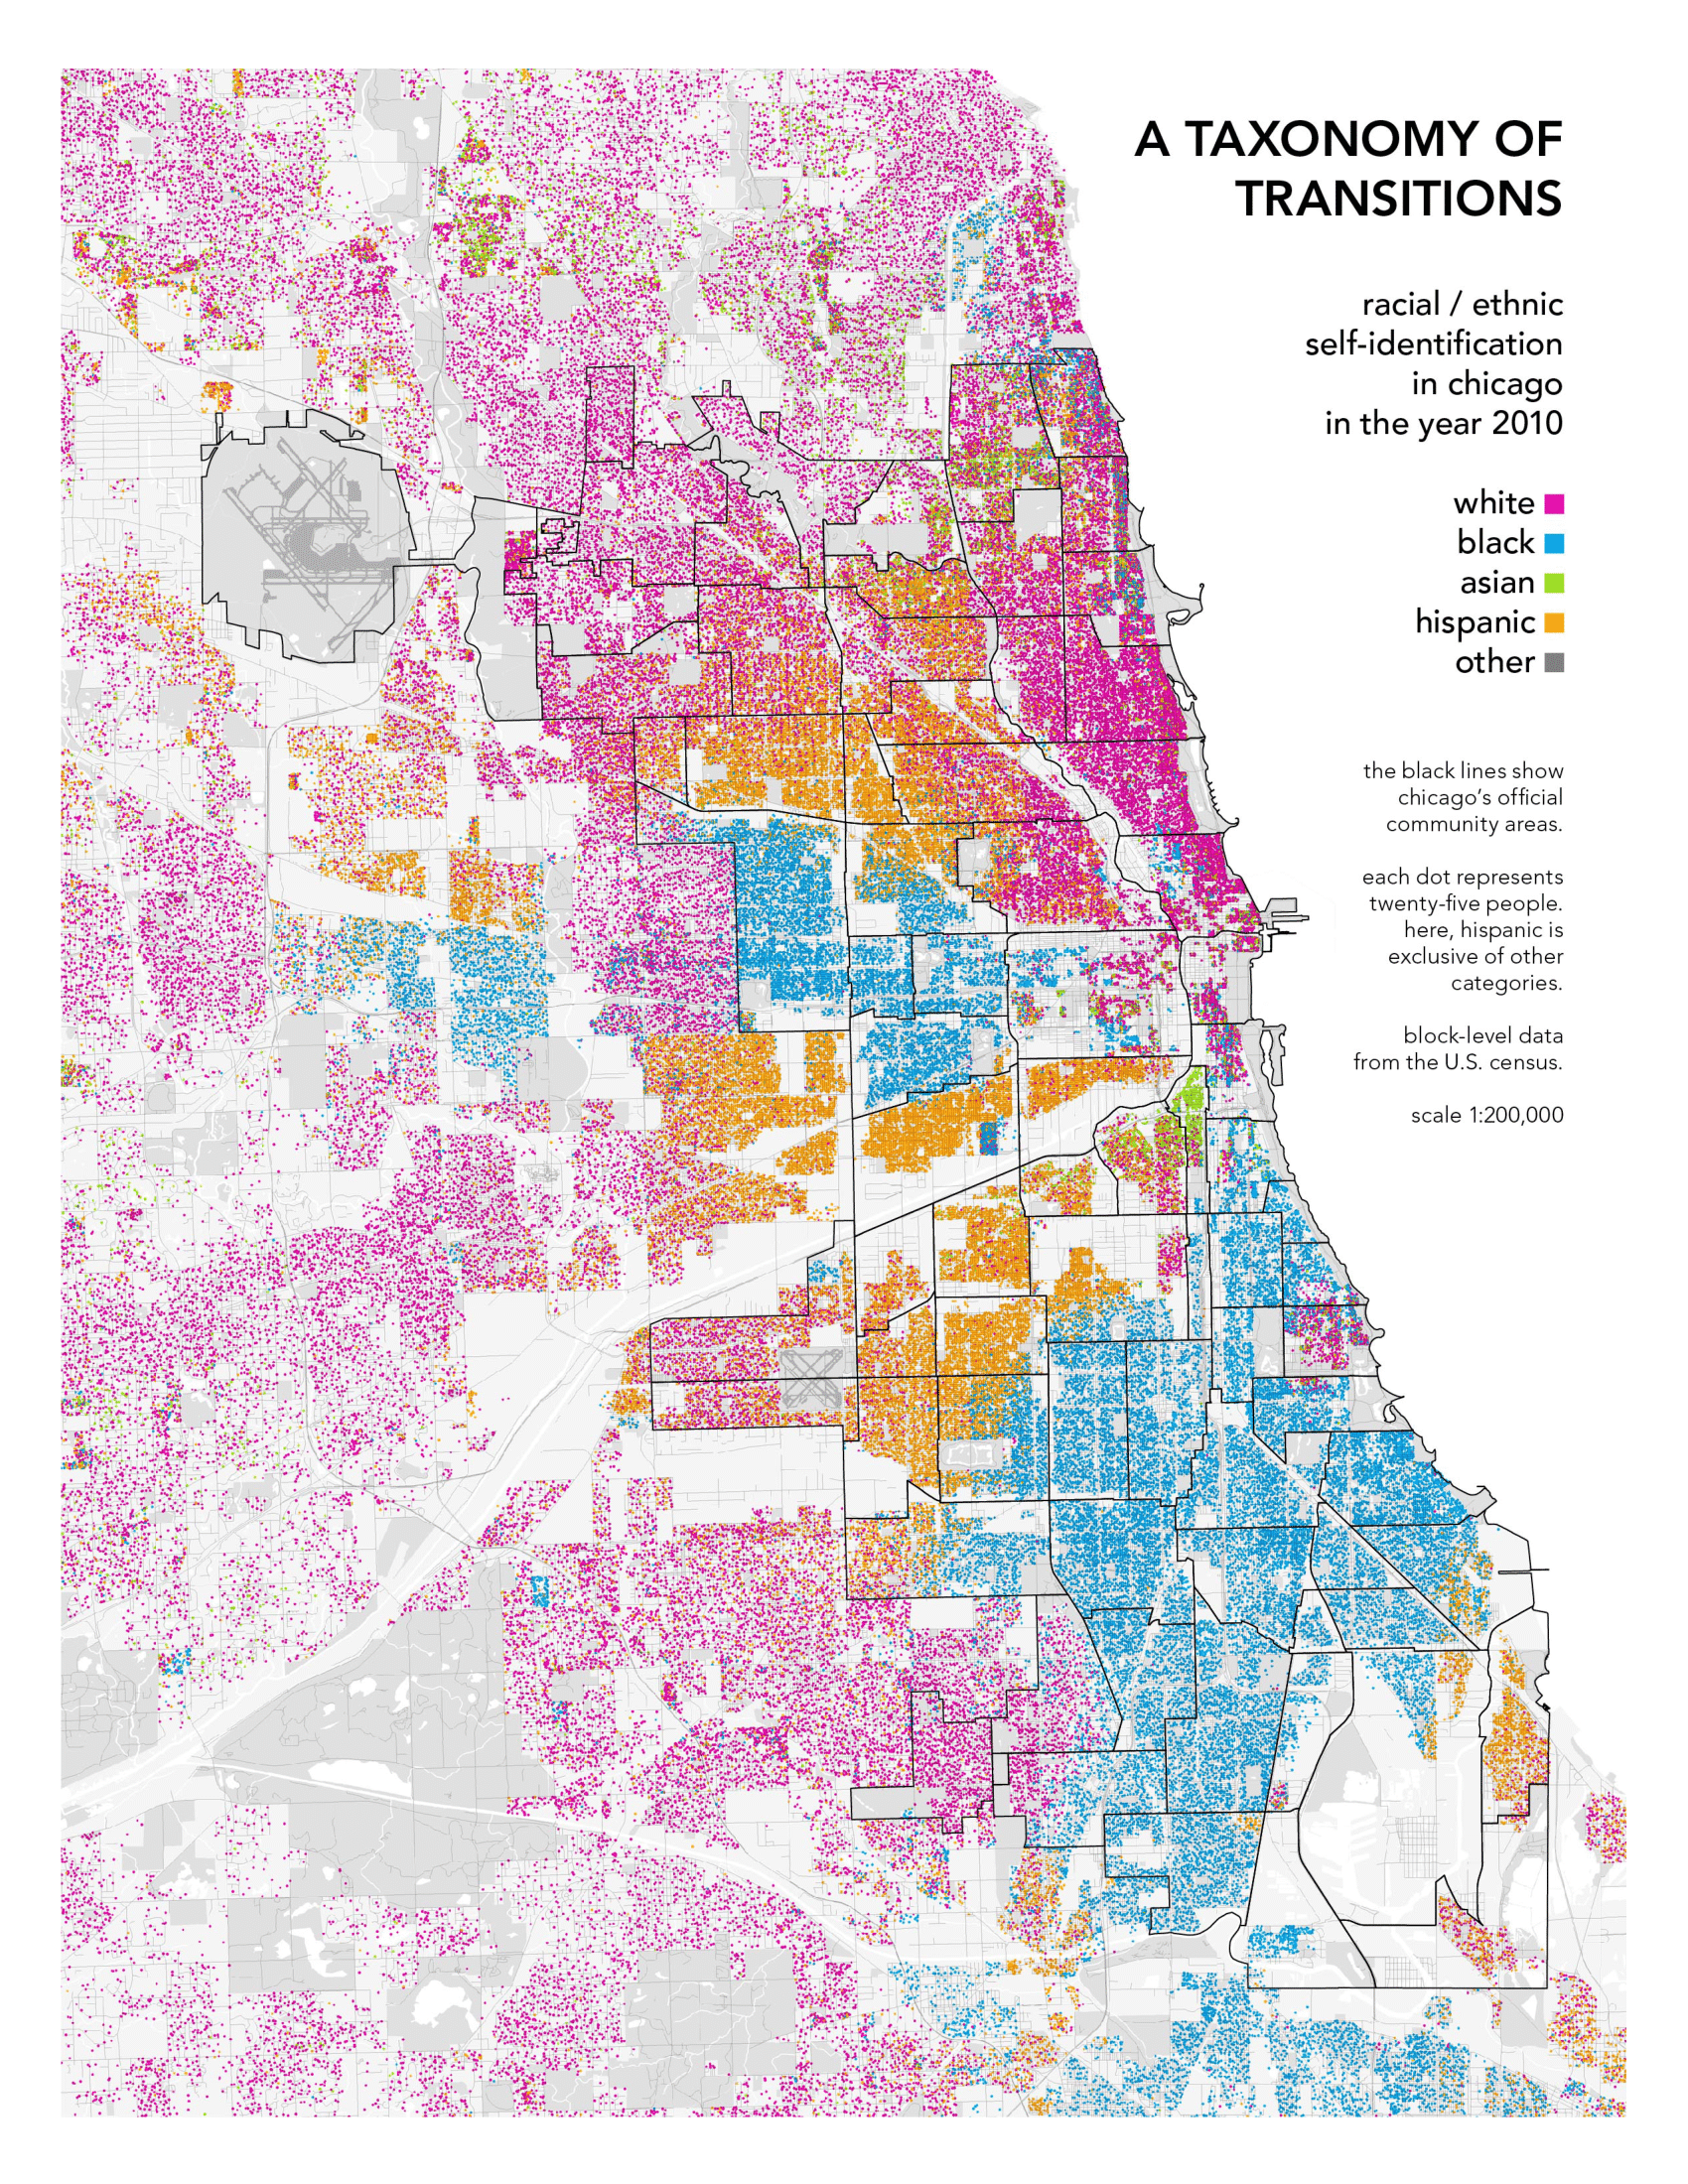 A TAXONOMY OF
TRANSITIONS
racial / ethnic
self-identification
in chicago
in the year 2010
white
black
asian
hispanic
other
the black lines show
chicago's official
community areas.
each dot represents
twenty-five people.
here, hispanic is
exclusive of other
categories.
block-level data
from the U.S. census.
scale 1:200,000